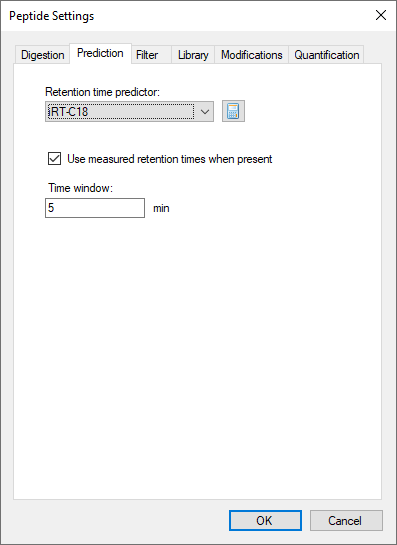 Peptide Settings
Digestion Prediction Filter Library Modifications Quantification
Retention time predictor:
iRT-C18
Use measured retention times when present
Time window:
5 min
OK Cancel